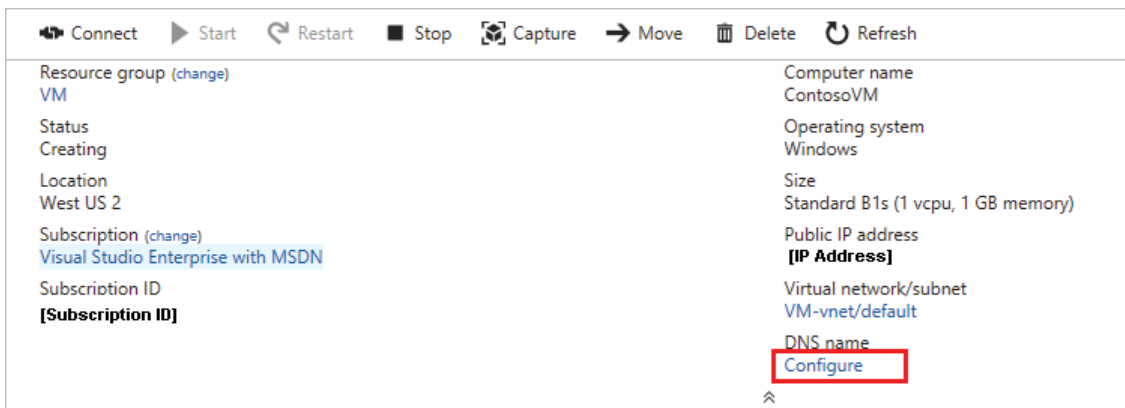 Connect Start Restart Stop Capture Move Delete Refresh
Resource group (change)
VM
Status
Creating
Location
West US 2
Subscription (change)
Visual Studio Enterprise with MSDN
Subscription ID
[Subscription ID]
Computer name
ContosoVM
Operating system
Windows
Size
Standard B1s (1 vcpu, 1 GB memory)
Public IP address
[IP Address]
Virtual network/subnet
VM-vnet/default
DNS name
Configure